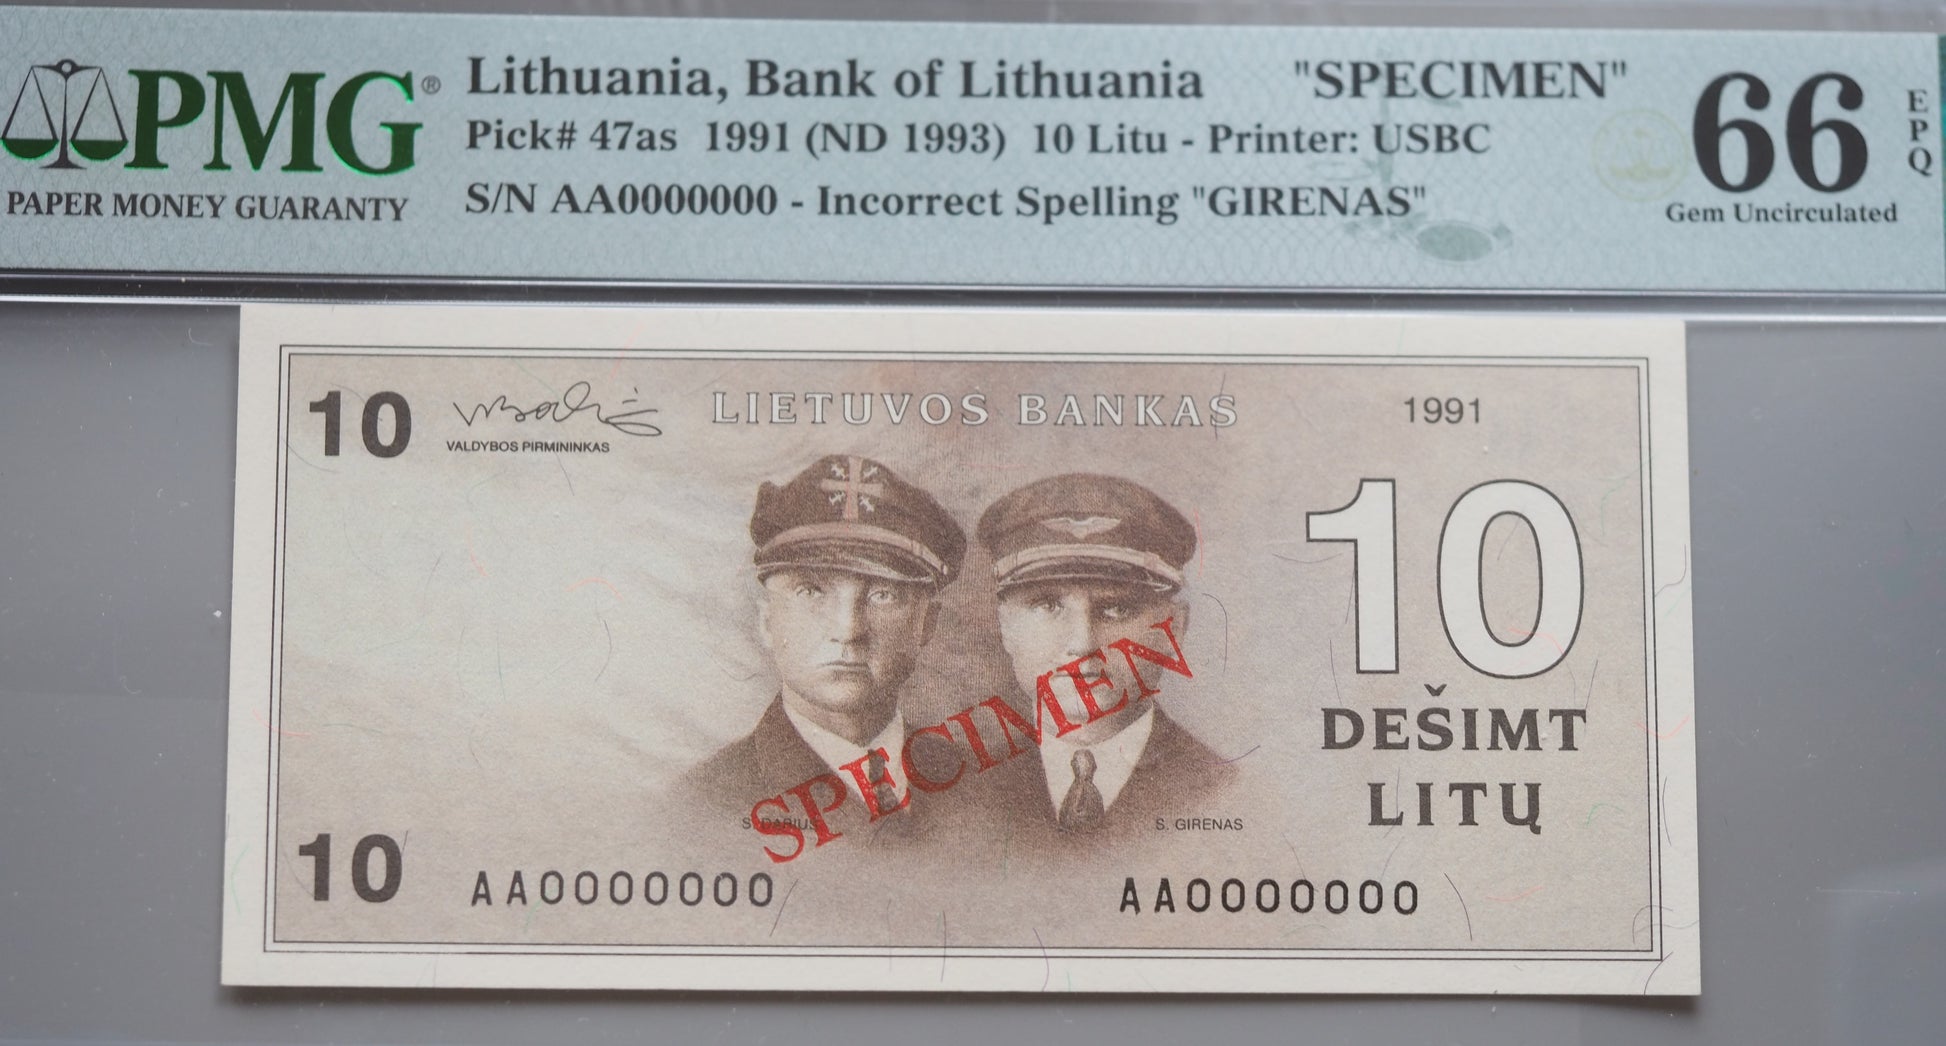 PMG®
PAPER MONEY GUARANTY
Lithuania, Bank of Lithuania "SPECIMEN"
Pick# 47as 1991 (ND 1993) 10 Litu - Printer: USBC
S/N AA0000000 - Incorrect Spelling "GIRENAS"
66
EPQ
Gem Uncirculated
10
LIETUVOS BANKAS
1991
VALDYBOS PIRMININKAS
10
DEŠIMT
LITŲ
SPECIMEN
S. DARIUS
S. GIRENAS
10
AA0000000
AA0000000